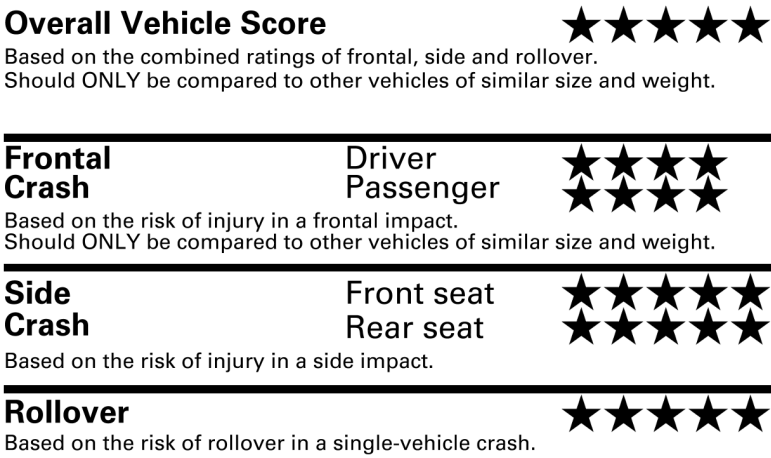 Overall Vehicle Score ★★★★★
Based on the combined ratings of frontal, side and rollover.
Should ONLY be compared to other vehicles of similar size and weight.
Frontal Driver ★★★★
Crash Passenger ★★★★
Based on the risk of injury in a frontal impact.
Should ONLY be compared to other vehicles of similar size and weight.
Side Front seat ★★★★★
Crash Rear seat ★★★★★
Based on the risk of injury in a side impact.
Rollover ★★★★★
Based on the risk of rollover in a single-vehicle crash.